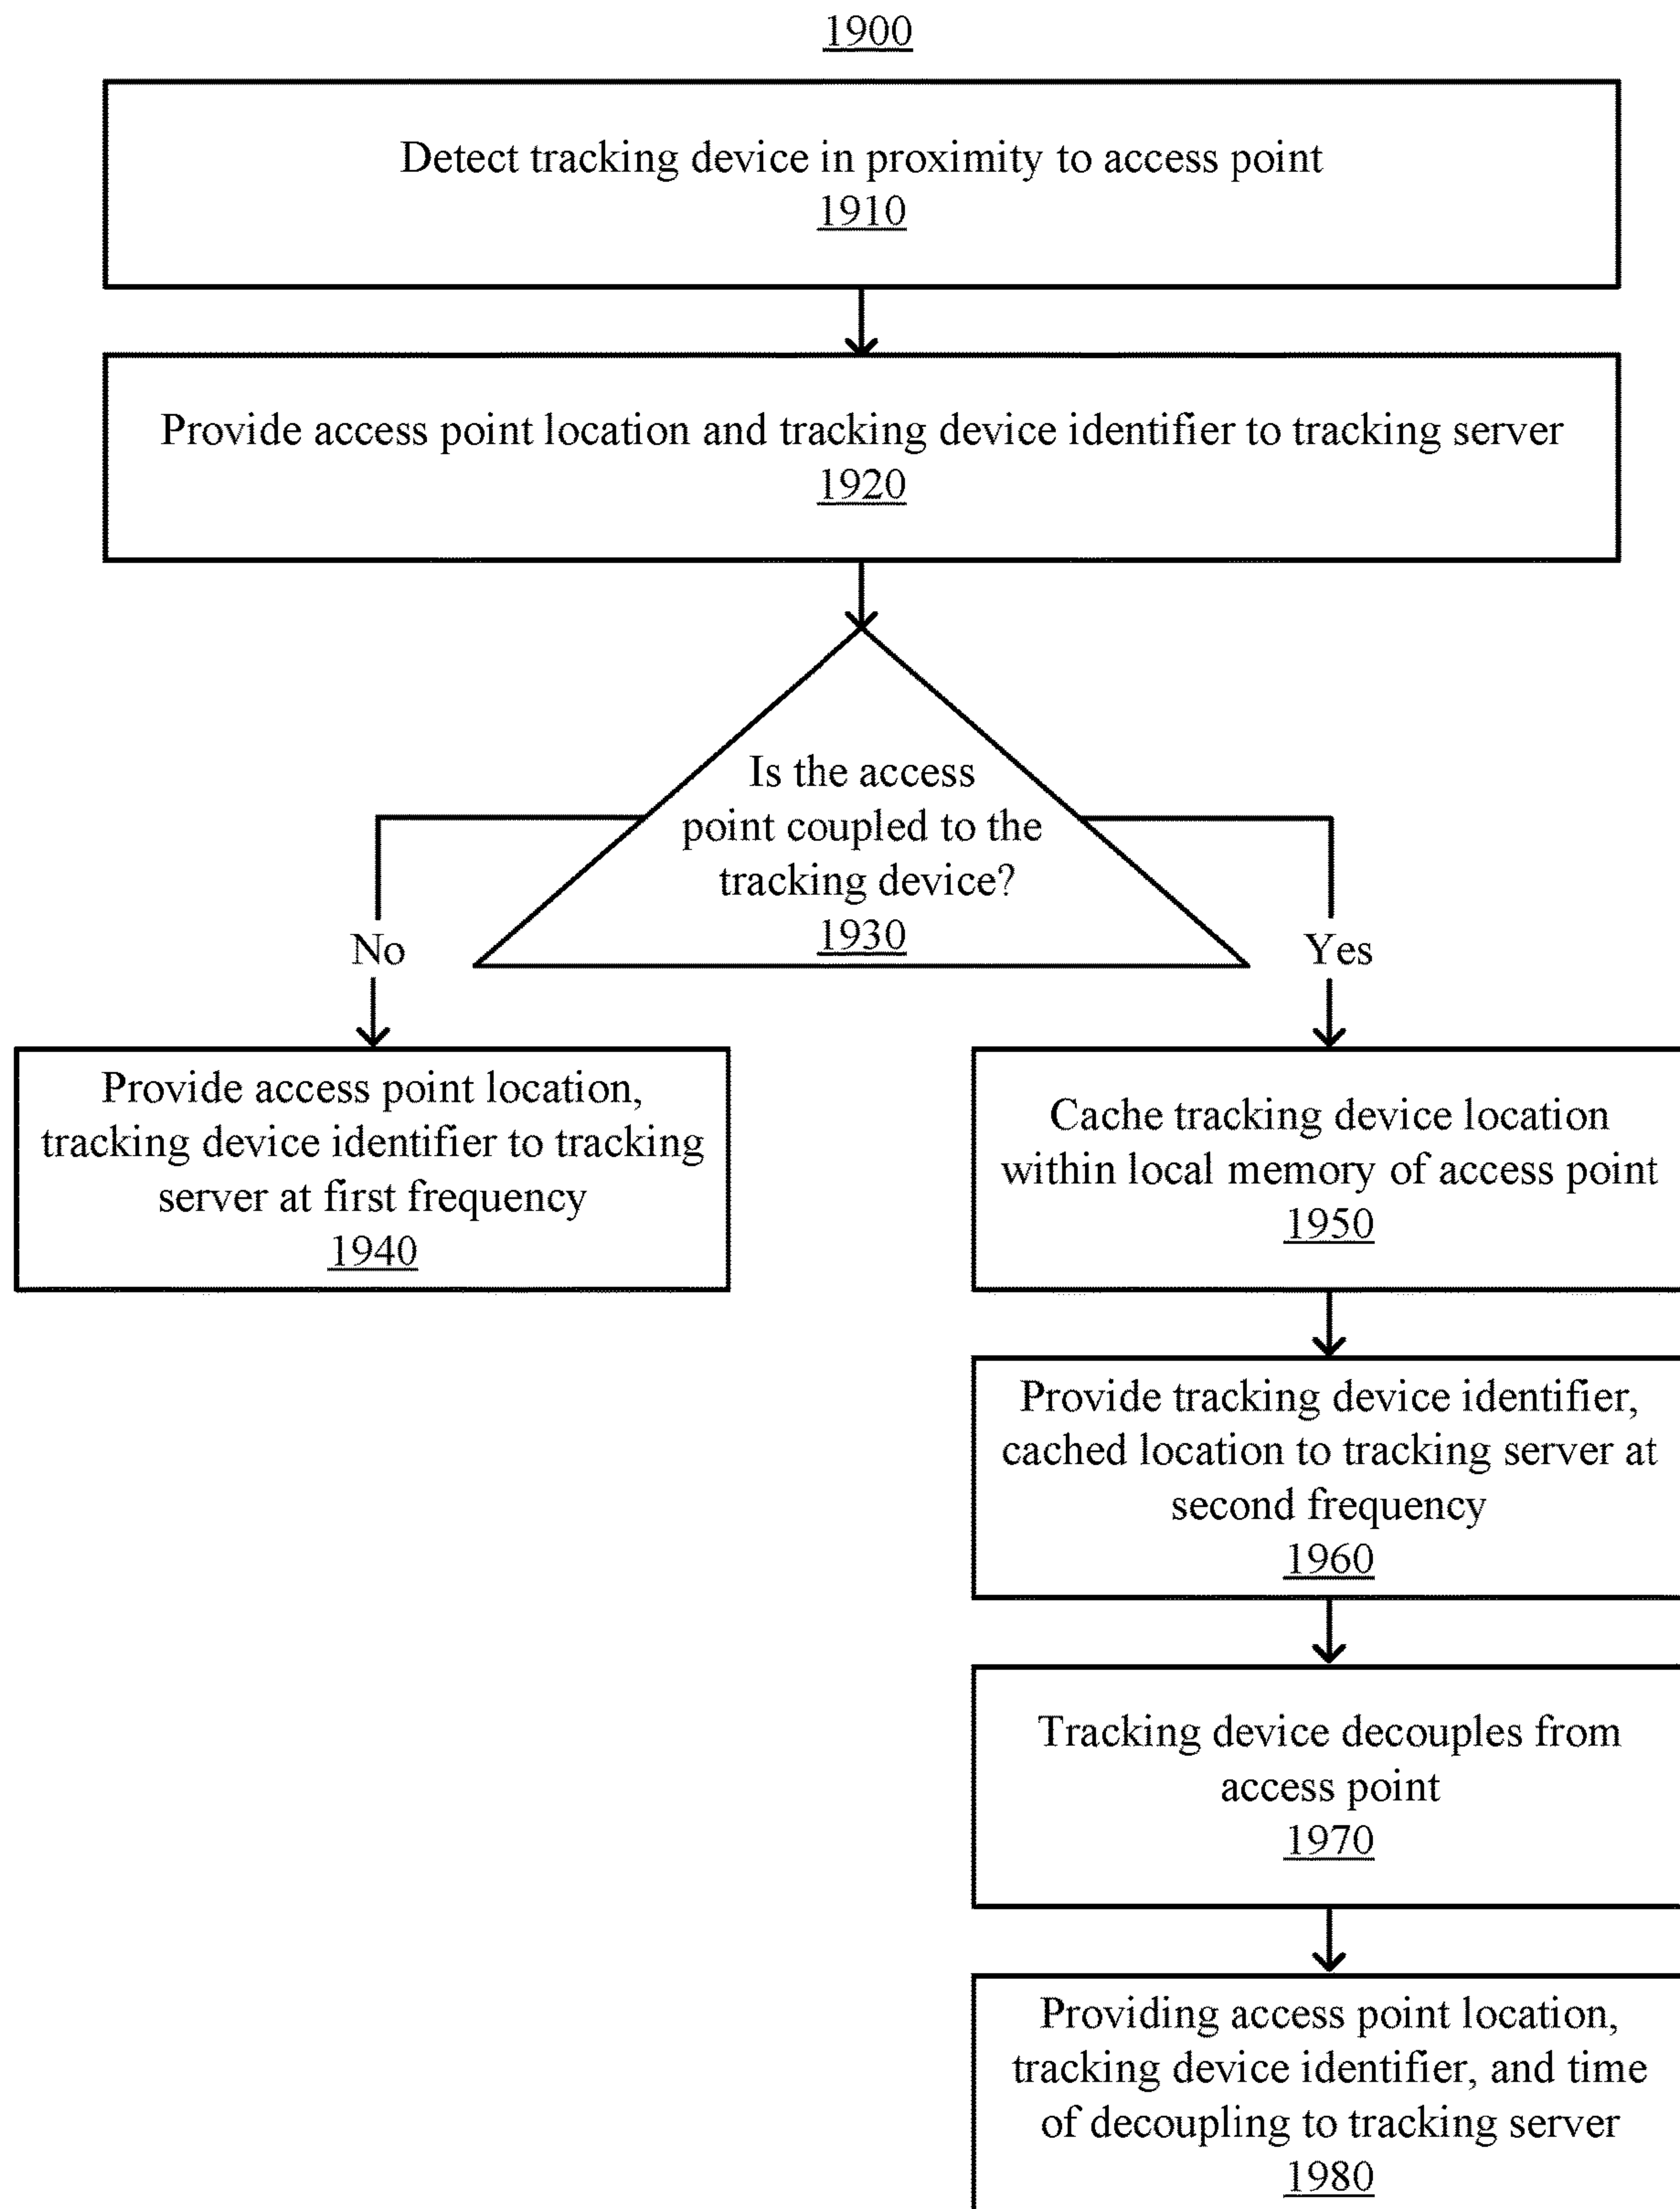 1900
Detect tracking device in proximity to access point
1910
Provide access point location and tracking device identifier to tracking server
1920
Is the access
point coupled to the
tracking device?
1930
No
Yes
Provide access point location,
tracking device identifier to tracking
server at first frequency
1940
Cache tracking device location
within local memory of access point
1950
Provide tracking device identifier,
cached location to tracking server at
second frequency
1960
Tracking device decouples from
access point
1970
Providing access point location,
tracking device identifier, and time
of decoupling to tracking server
1980